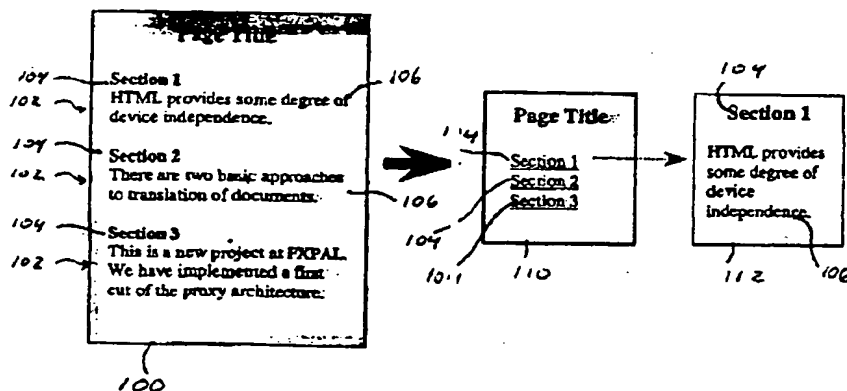 Page Title
104
Section 1
106
102
HTML provides some degree of
device independence.
104
Section 2
102
There are two basic approaches
to translation of documents.
106
104
Section 3
102
This is a new project at FXPAL.
We have implemented a first
cut of the proxy architecture.
100
Page Title
104
Section 1
Section 2
Section 3
104
104
110
104
Section 1
HTML provides
some degree of
device
independence.
112
106